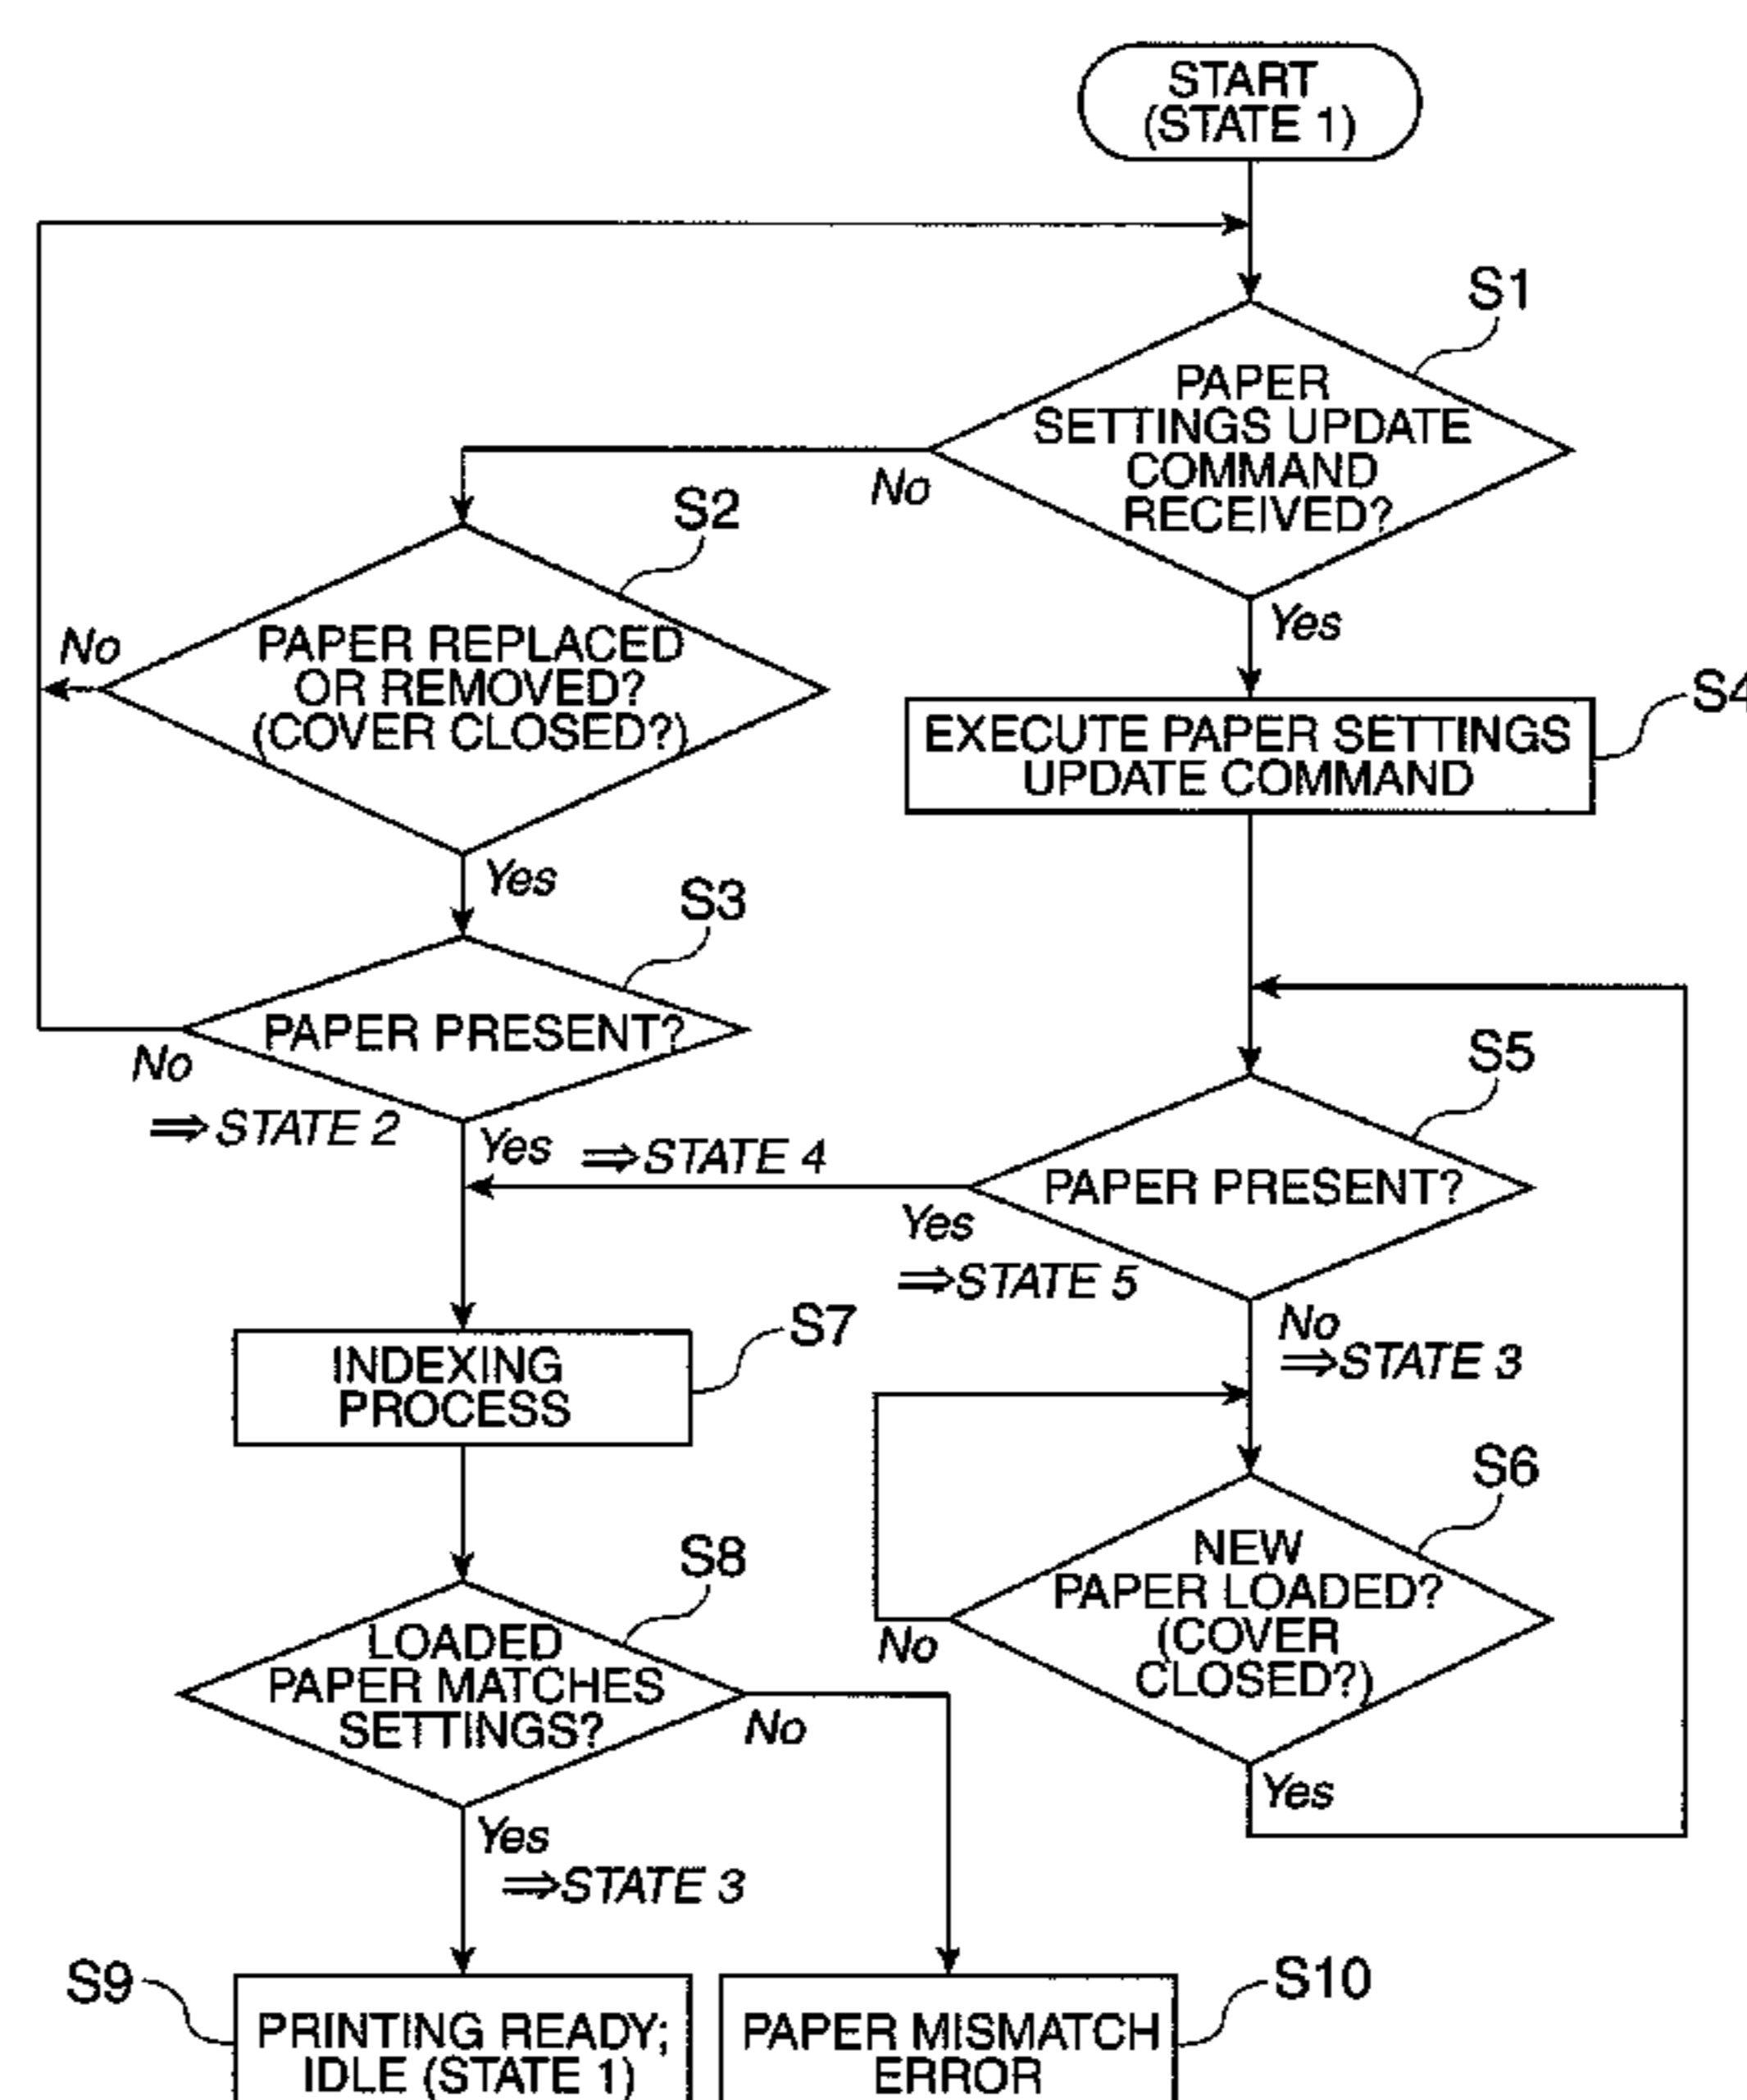 START
(STATE 1)
S1
PAPER
SETTINGS UPDATE
COMMAND
RECEIVED?
No
Yes
S2
PAPER REPLACED
OR REMOVED?
(COVER CLOSED?)
No
Yes
S4
EXECUTE PAPER SETTINGS
UPDATE COMMAND
S3
PAPER PRESENT?
No
⇒STATE 2
Yes ⇒STATE 4
S5
PAPER PRESENT?
Yes
⇒STATE 5
No
⇒STATE 3
S7
INDEXING
PROCESS
S6
NEW
PAPER LOADED?
(COVER
CLOSED?)
No
Yes
S8
LOADED
PAPER MATCHES
SETTINGS?
No
Yes
⇒STATE 3
S9
PRINTING READY;
IDLE (STATE 1)
S10
PAPER MISMATCH
ERROR